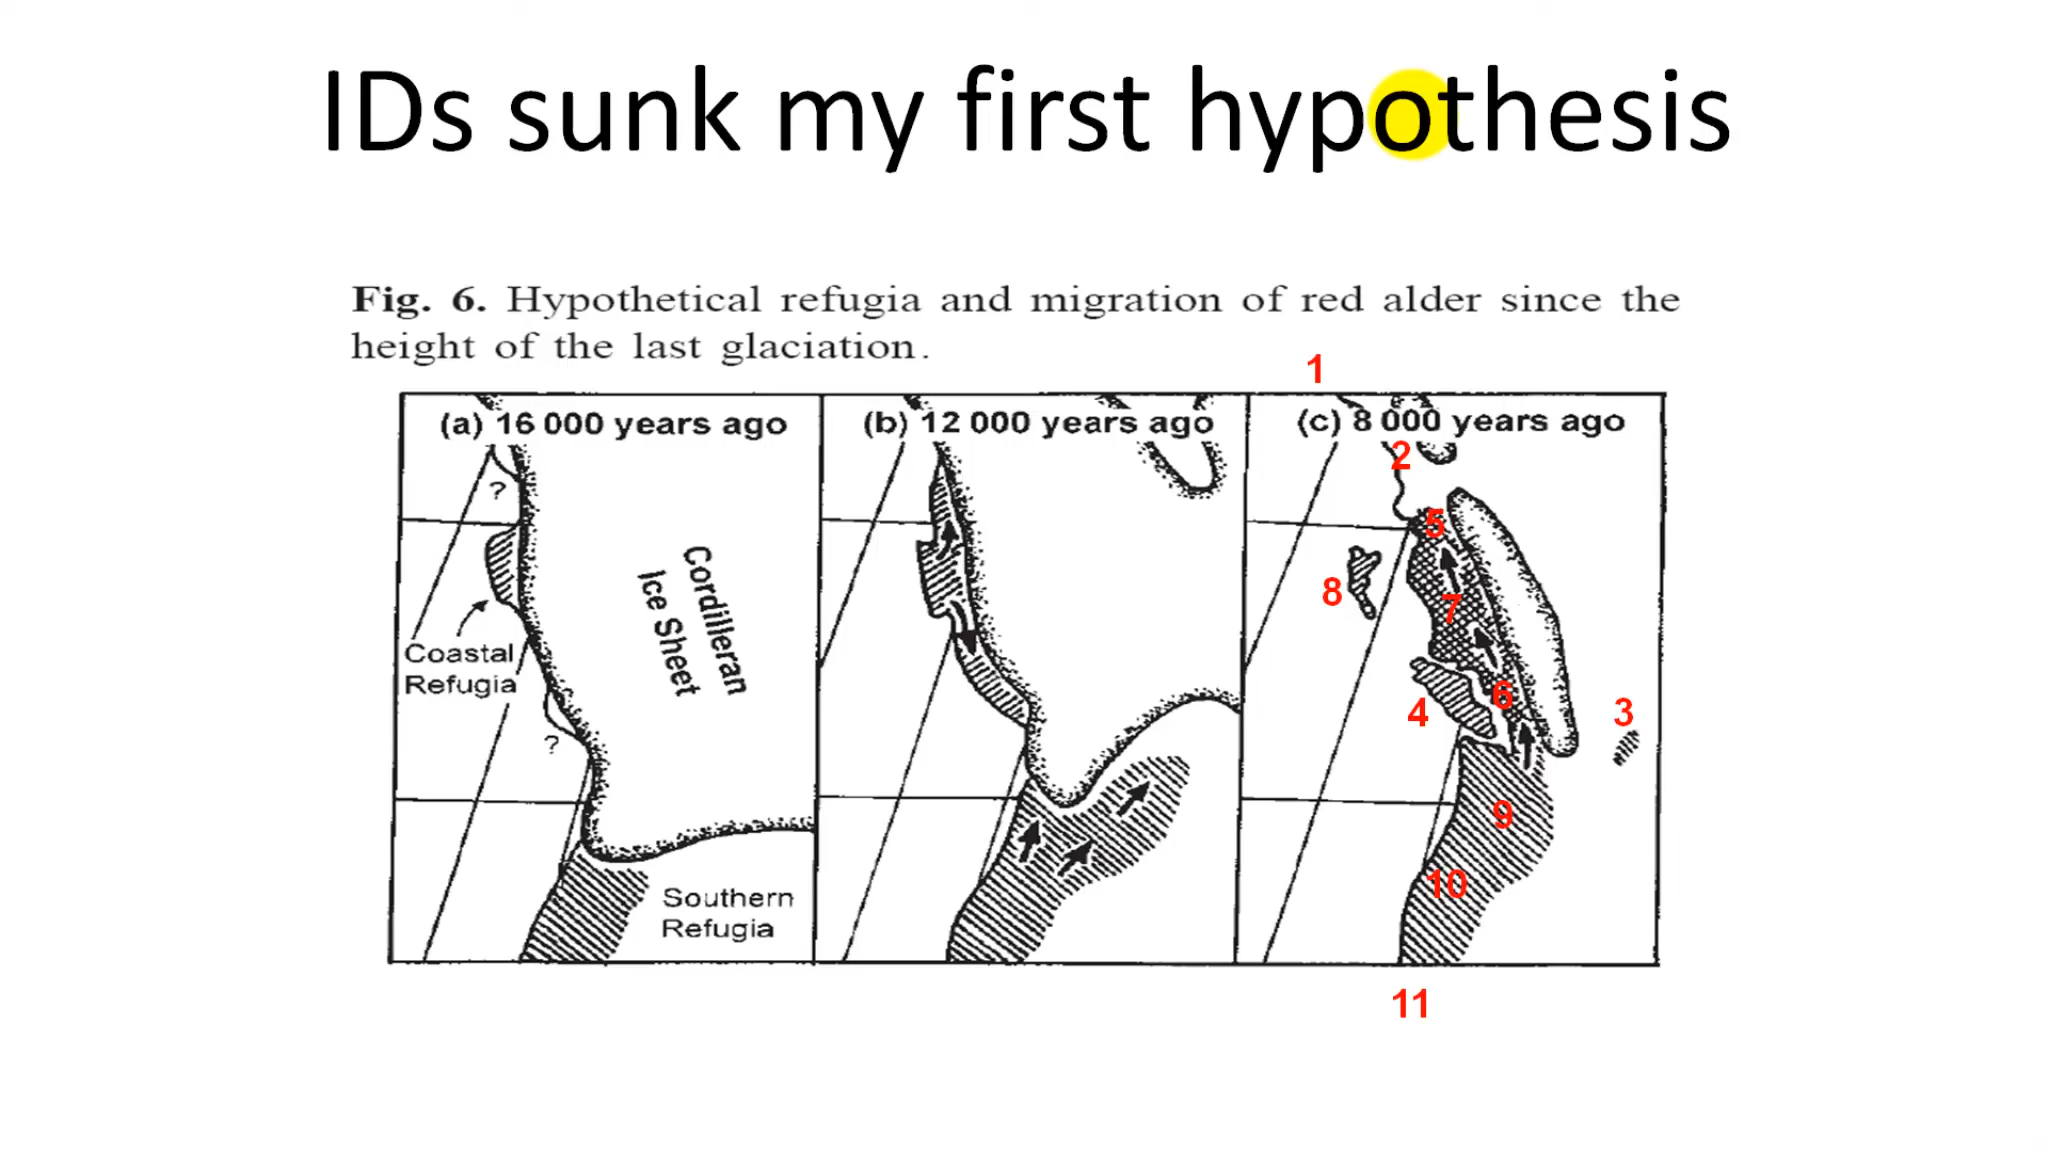 IDs sunk my first hypothesis
Fig. 6. Hypothetical refugia and migration of red alder since the
height of the last glaciation.
1
(a) 16 000 years ago
(b) 12 000 years ago
(c) 8 000 years ago
2
?
5
Cordilleran
Ice Sheet
8
7
Coastal
Refugia
6
4
3
?
9
10
Southern
Refugia
11